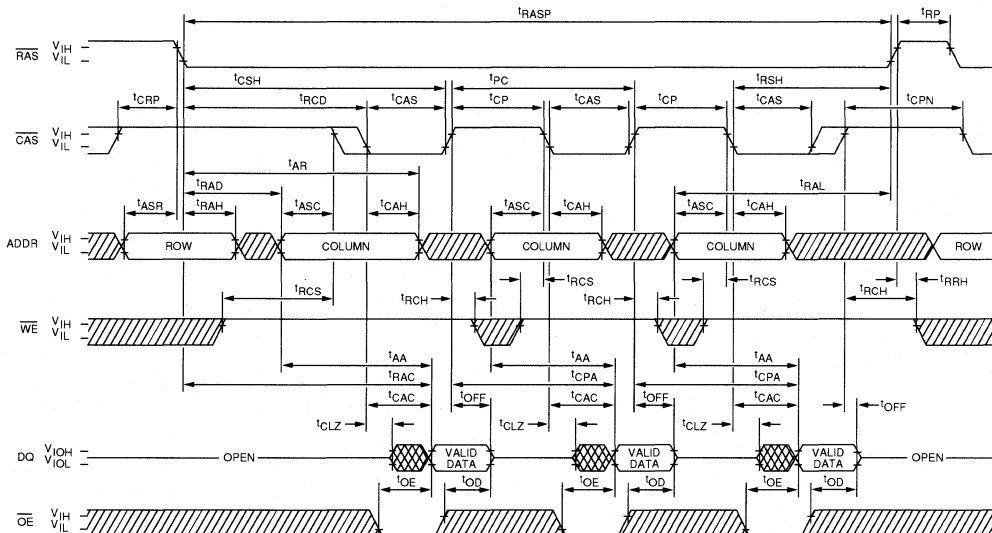 tRASP tRP
RAS VIH
VIL
tCSH tPC tRSH
tCRP tRCD tCAS tCP tCAS tCP tCAS tCPN
CAS VIH
VIL
tAR
tRAD tRAL
tASR tRAH tASC tCAH tASC tCAH tASC tCAH
ADDR VIH
VIL
ROW COLUMN COLUMN COLUMN ROW
tRCS tRCH tRCS tRCH tRCS tRCH tRRH
WE VIH
VIL
tAA tAA tAA
tRAC tCPA tCPA
tCAC tOFF tCAC tOFF tCAC tOFF
tCLZ tCLZ tCLZ
DQ VIOH
VIOL
OPEN VALID DATA VALID DATA VALID DATA OPEN
tOE tOD tOE tOD tOE tOD
OE VIH
VIL